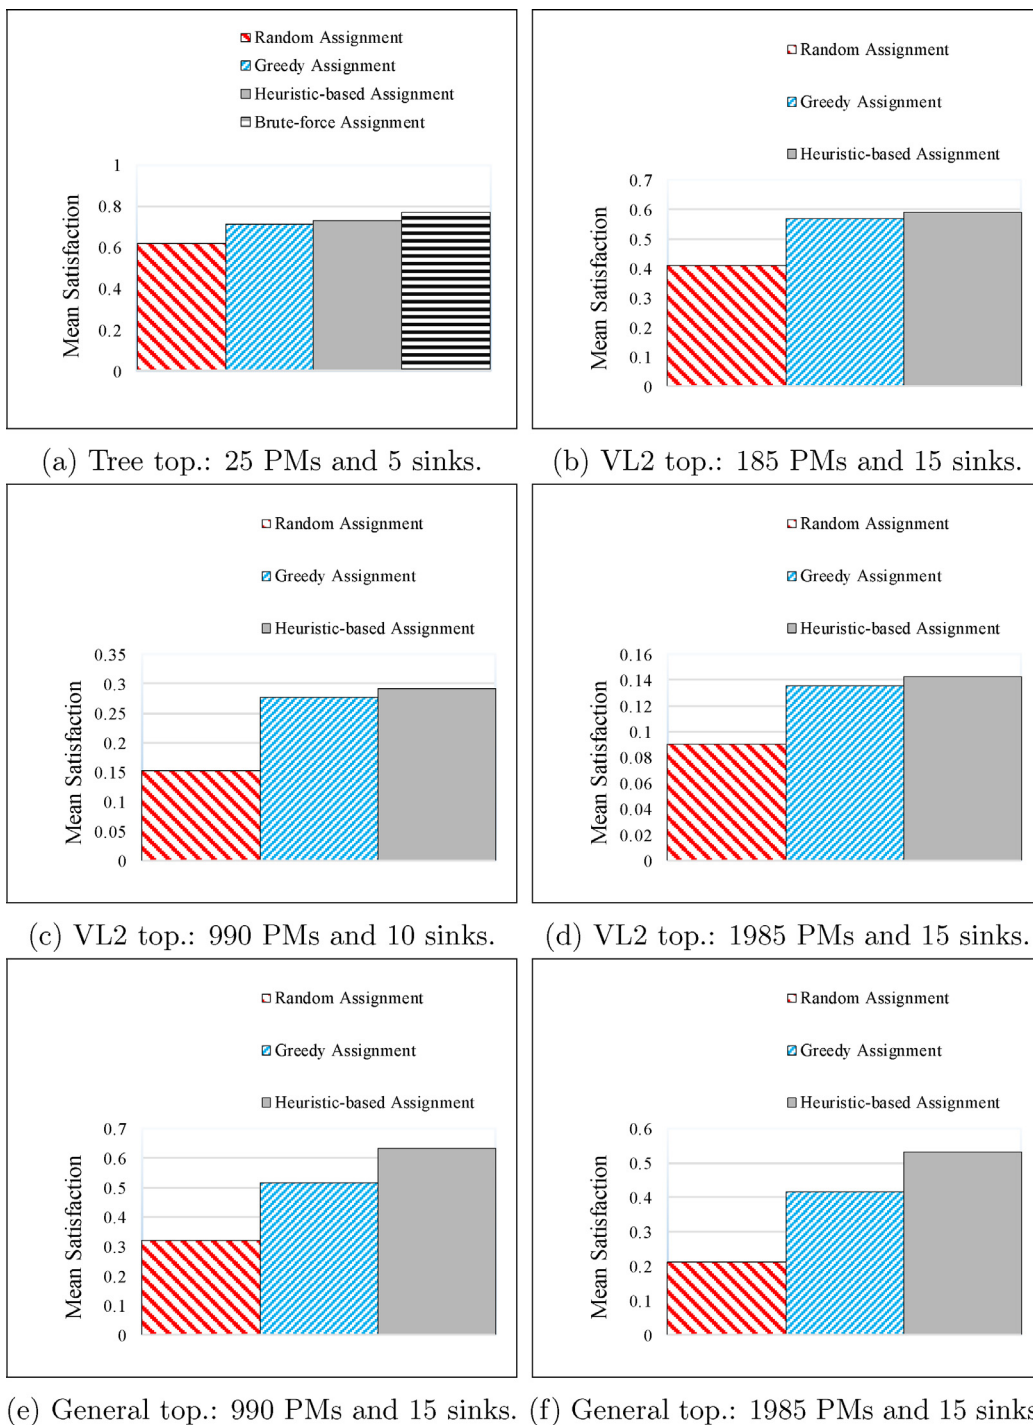 Random Assignment
Greedy Assignment
Heuristic-based Assignment
Brute-force Assignment
Mean Satisfaction
1
0.8
0.6
0.4
0.2
0
(a) Tree top.: 25 PMs and 5 sinks.
Random Assignment
Greedy Assignment
Heuristic-based Assignment
Mean Satisfaction
0.7
0.6
0.5
0.4
0.3
0.2
0.1
0
(b) VL2 top.: 185 PMs and 15 sinks.
Random Assignment
Greedy Assignment
Heuristic-based Assignment
Mean Satisfaction
0.35
0.3
0.25
0.2
0.15
0.1
0.05
0
(c) VL2 top.: 990 PMs and 10 sinks.
Random Assignment
Greedy Assignment
Heuristic-based Assignment
Mean Satisfaction
0.16
0.14
0.12
0.1
0.08
0.06
0.04
0.02
0
(d) VL2 top.: 1985 PMs and 15 sinks.
Random Assignment
Greedy Assignment
Heuristic-based Assignment
Mean Satisfaction
0.7
0.6
0.5
0.4
0.3
0.2
0.1
0
(e) General top.: 990 PMs and 15 sinks.
Random Assignment
Greedy Assignment
Heuristic-based Assignment
Mean Satisfaction
0.6
0.5
0.4
0.3
0.2
0.1
0
(f) General top.: 1985 PMs and 15 sinks